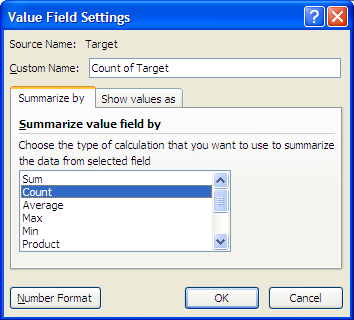 Value Field Settings
Source Name: Target
Custom Name: Count of Target
Summarize by Show values as
Summarize value field by
Choose the type of calculation that you want to use to summarize
the data from selected field
Sum
Count
Average
Max
Min
Product
Number Format OK Cancel